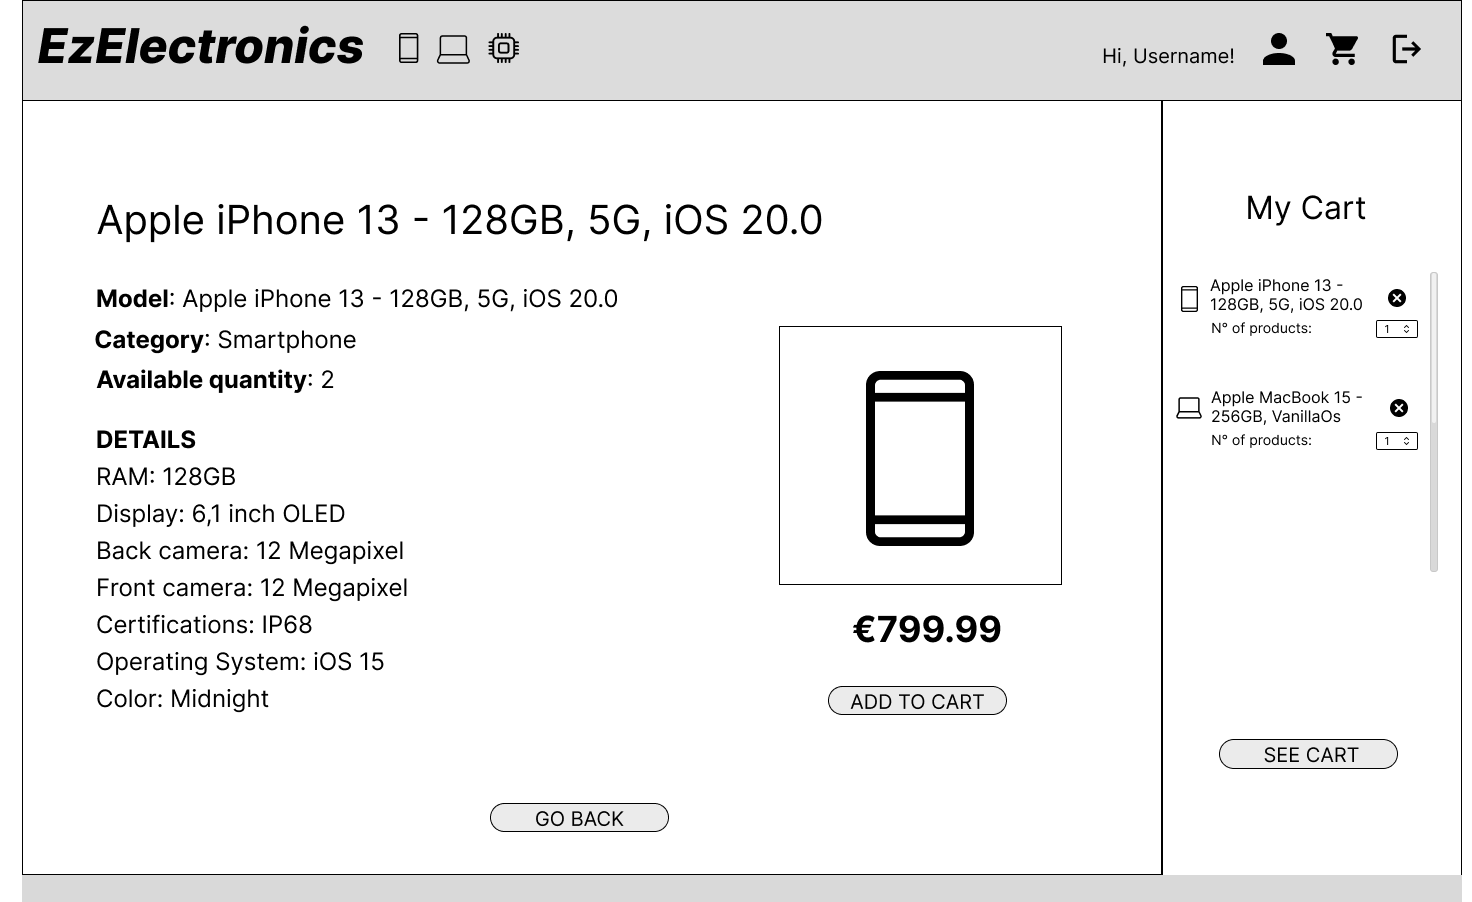 EzElectronics
Hi, Username!
Apple iPhone 13 - 128GB, 5G, iOS 20.0
Model: Apple iPhone 13 - 128GB, 5G, iOS 20.0
Category: Smartphone
Available quantity: 2
DETAILS
RAM: 128GB
Display: 6,1 inch OLED
Back camera: 12 Megapixel
Front camera: 12 Megapixel
Certifications: IP68
Operating System: iOS 15
Color: Midnight
€799.99
ADD TO CART
GO BACK
My Cart
Apple iPhone 13 -
128GB, 5G, iOS 20.0
N° of products:
1
Apple MacBook 15 -
256GB, VanillaOs
N° of products:
1
SEE CART